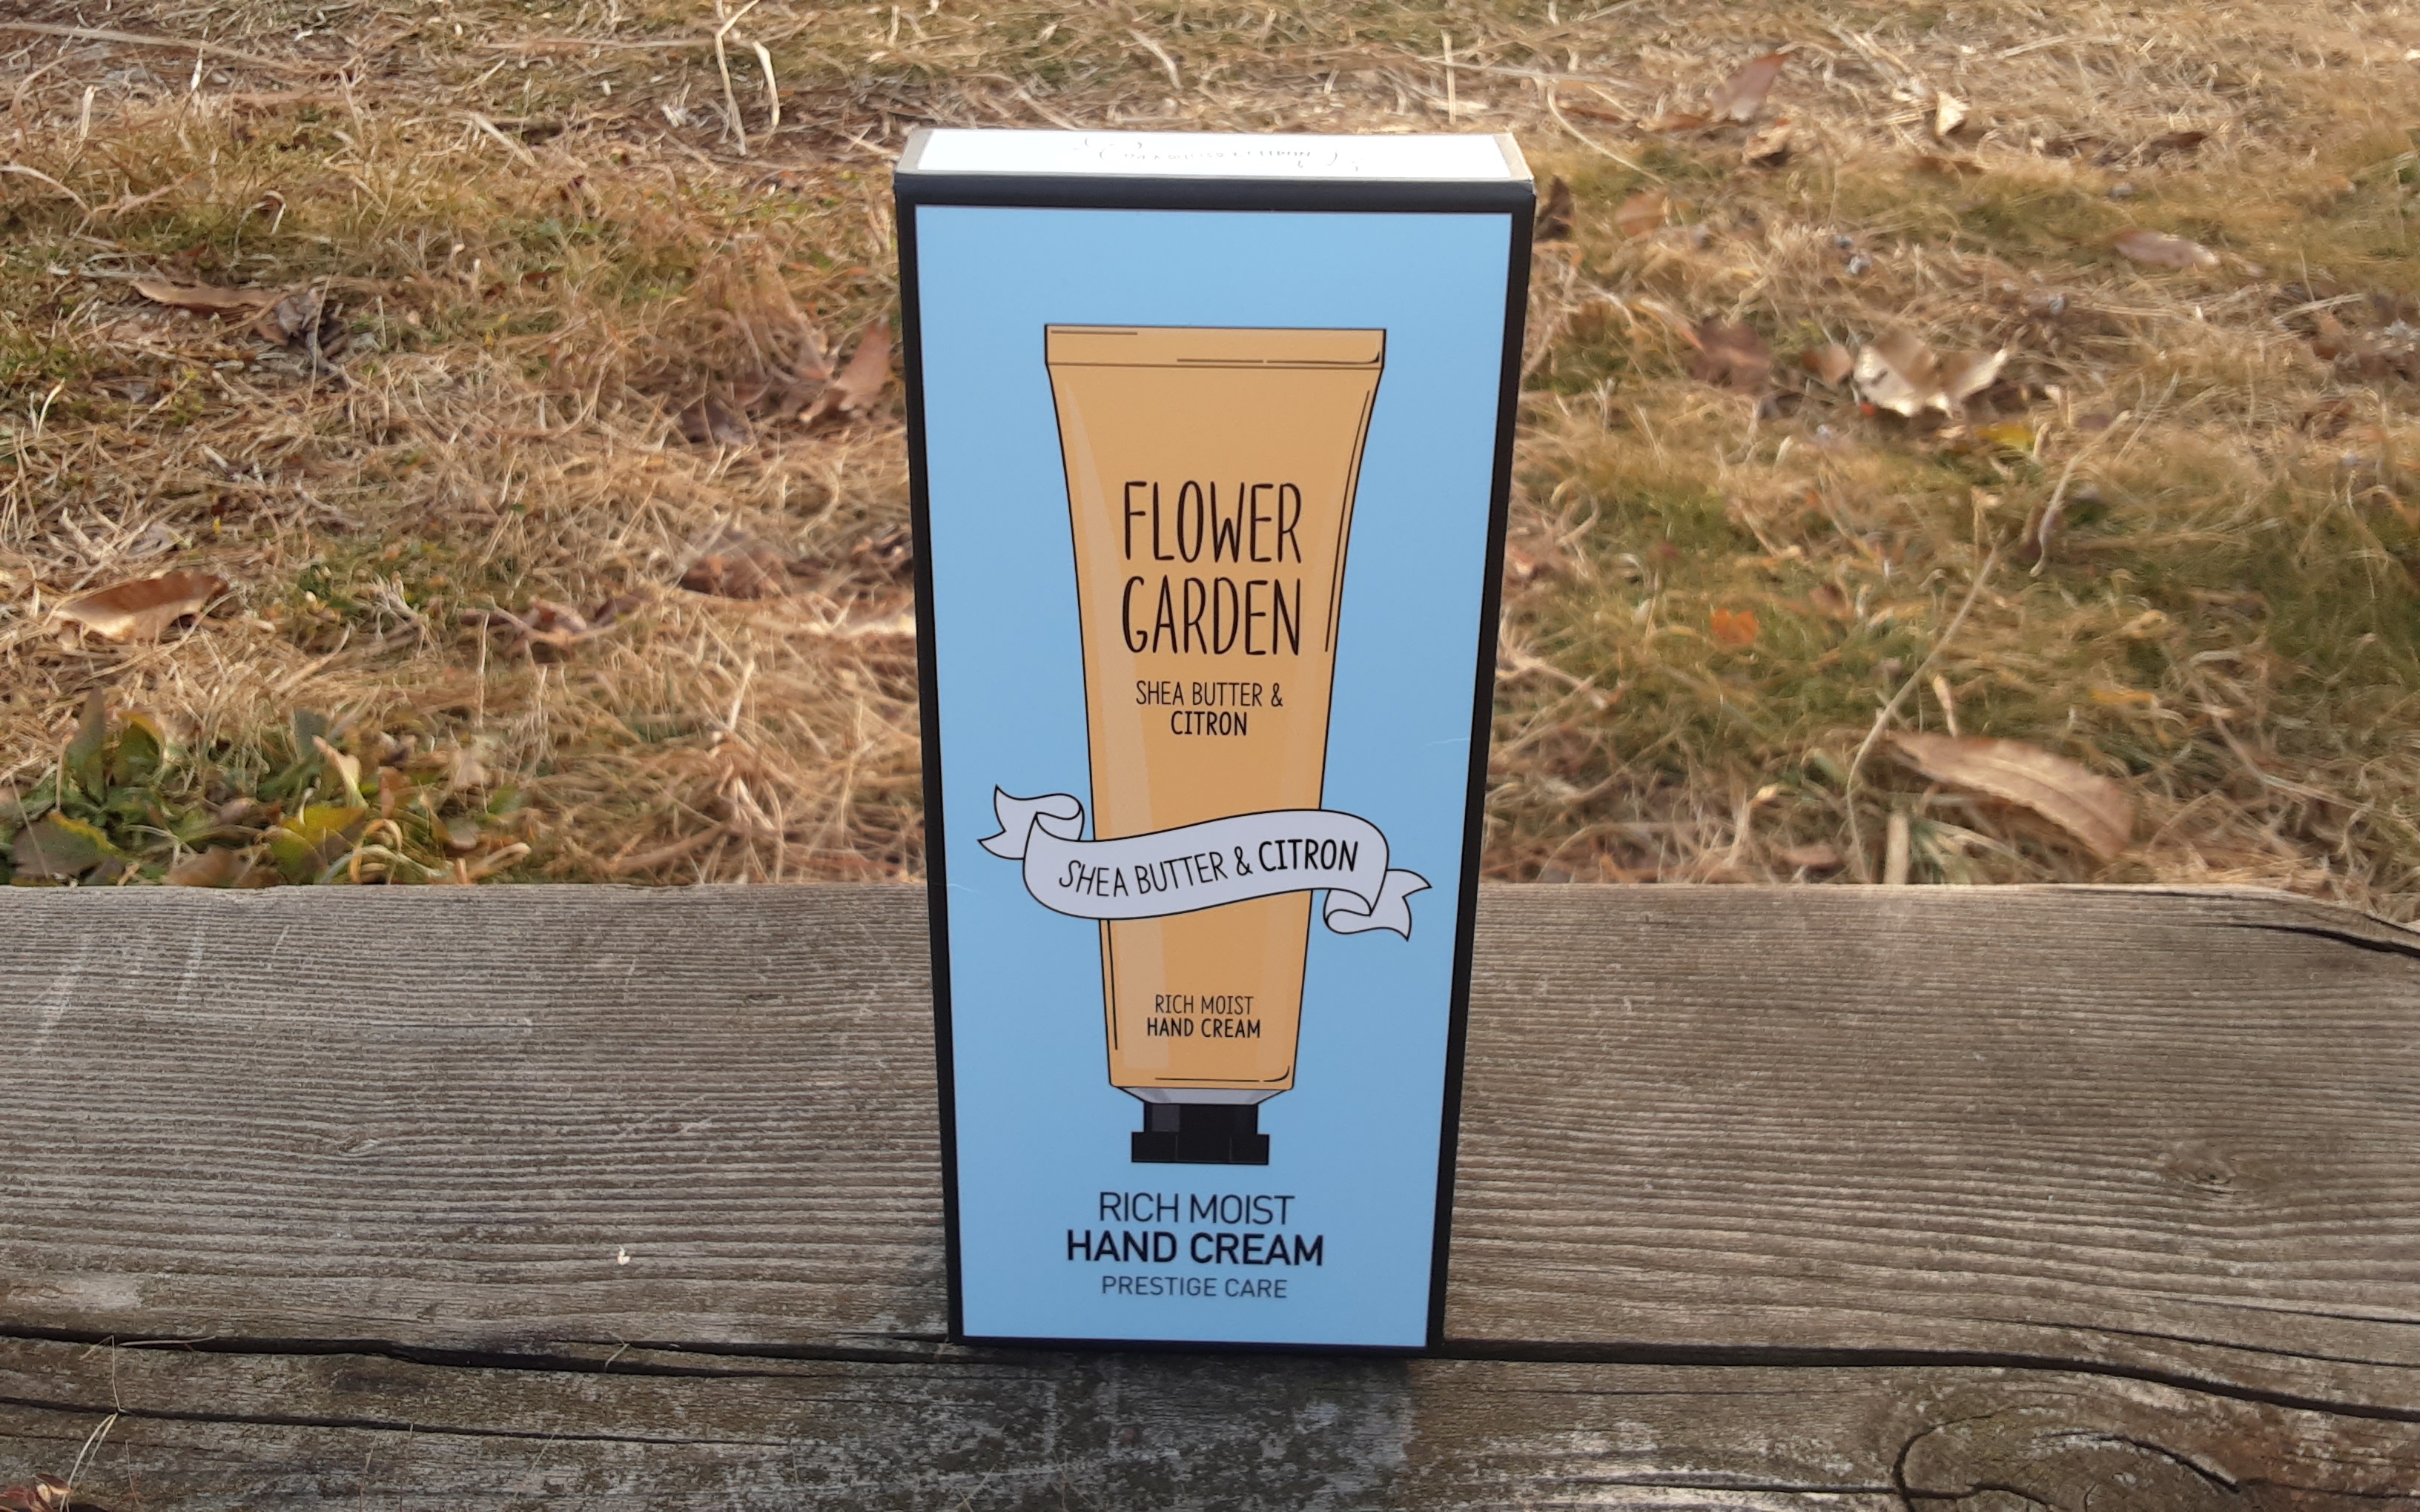 FLOWER
GARDEN
SHEA BUTTER &
CITRON
SHEA BUTTER & CITRON
RICH MOIST
HAND CREAM
RICH MOIST
HAND CREAM
PRESTIGE CARE